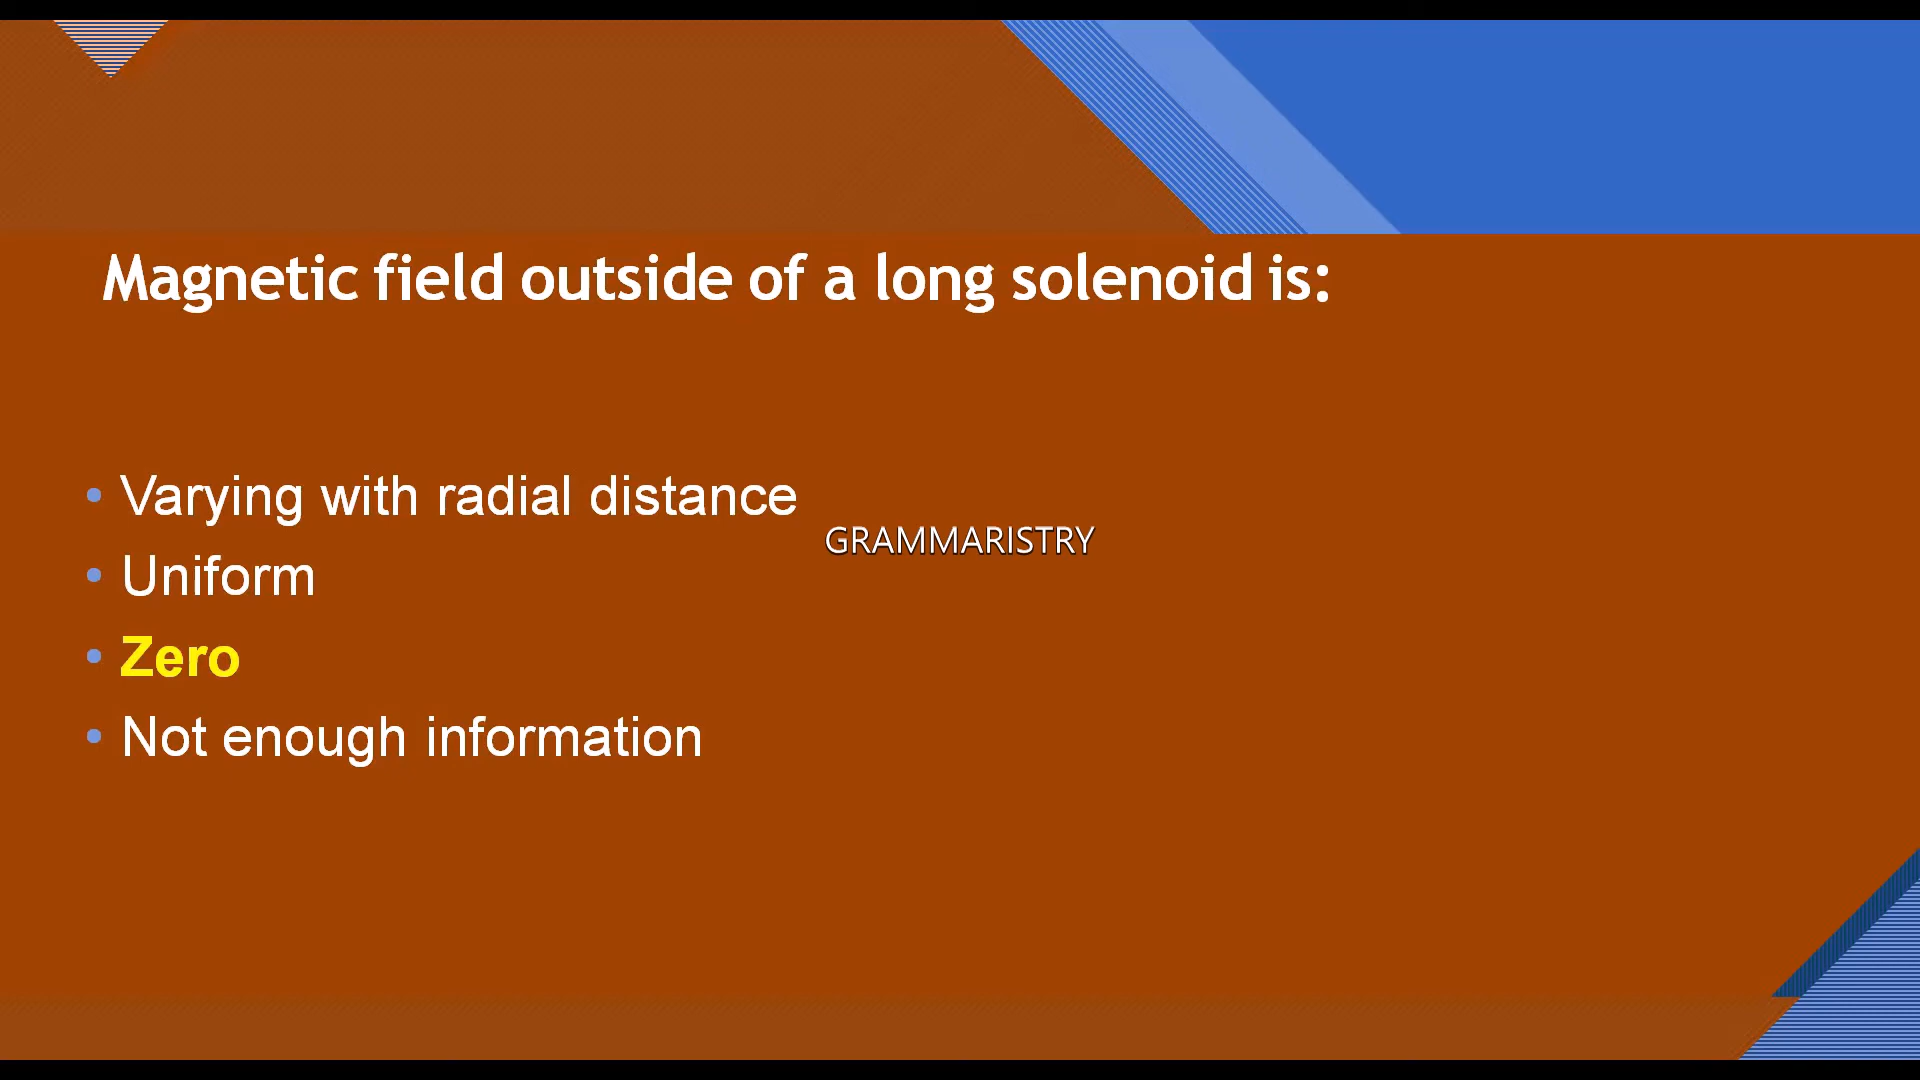 Magnetic field outside of a long solenoid is:
• Varying with radial distance
GRAMMARISTRY
• Uniform
• Zero
• Not enough information